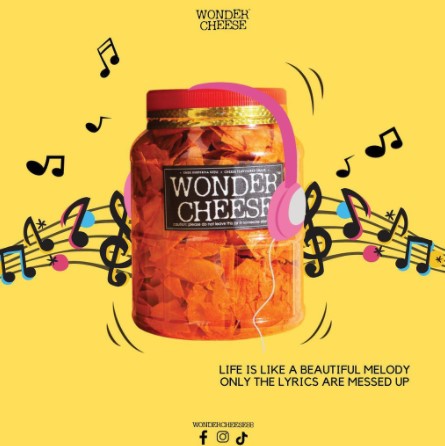 WONDER
CHEESE
WONDER
CHEESE
LIFE IS LIKE A BEAUTIFUL MELODY
ONLY THE LYRICS ARE MESSED UP